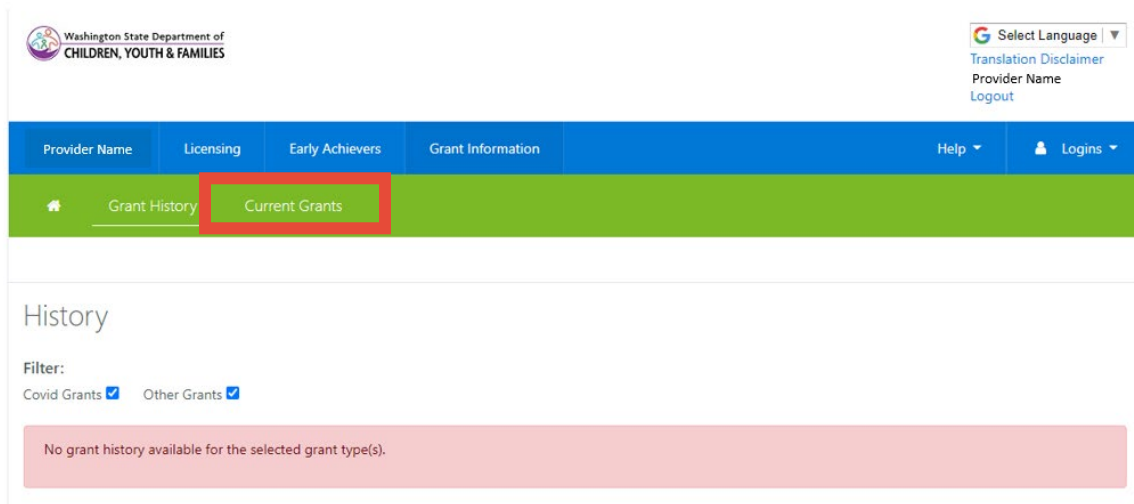 Washington State Department of
CHILDREN, YOUTH & FAMILIES
Select Language
Translation Disclaimer
Provider Name
Logout
Provider Name Licensing Early Achievers Grant Information Help Logins
Grant History Current Grants
History
Filter:
Covid Grants Other Grants
No grant history available for the selected grant type(s).